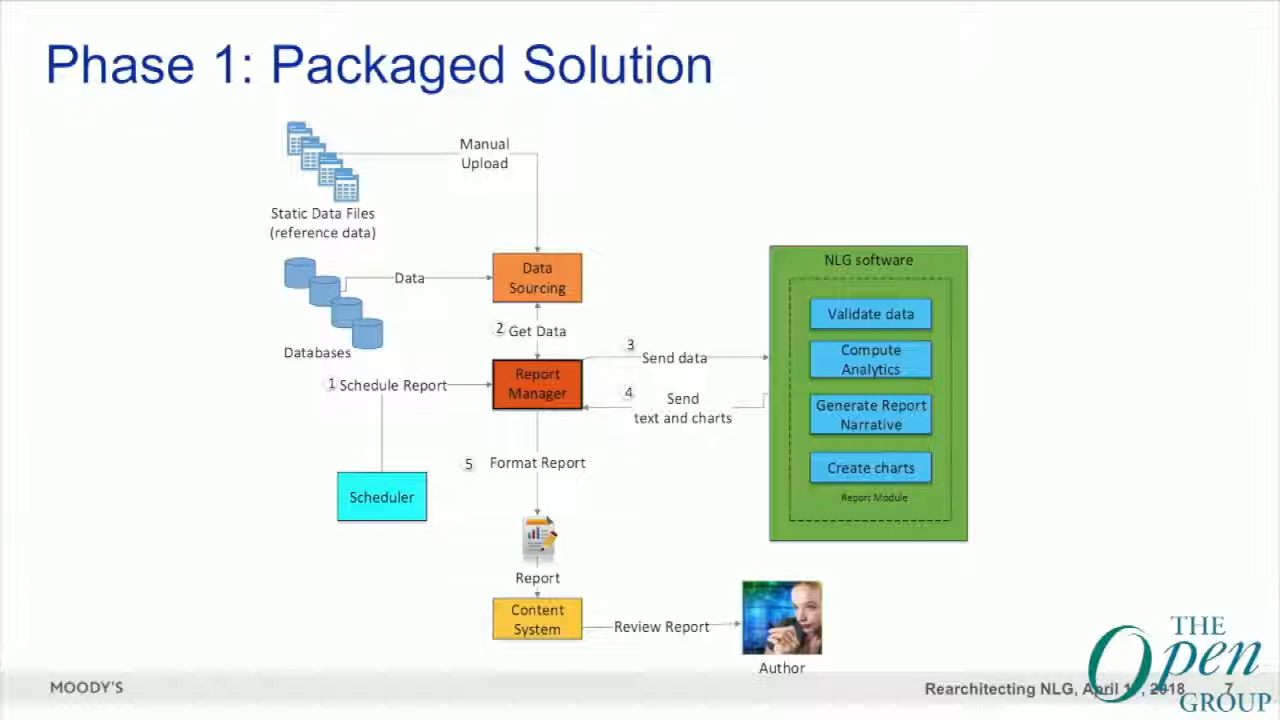 Phase 1: Packaged Solution
Manual
Upload
Static Data Files
(reference data)
Data
Databases
Data
Sourcing
2 Get Data
1 Schedule Report
Report
Manager
3
Send data
4
Send
text and charts
NLG software
Validate data
Compute
Analytics
Generate Report
Narrative
Create charts
Report Module
5 Format Report
Scheduler
Report
Content
System
Review Report
Author
MOODY'S
Rearchitecting NLG, April 2018
7
THE
Open
GROUP